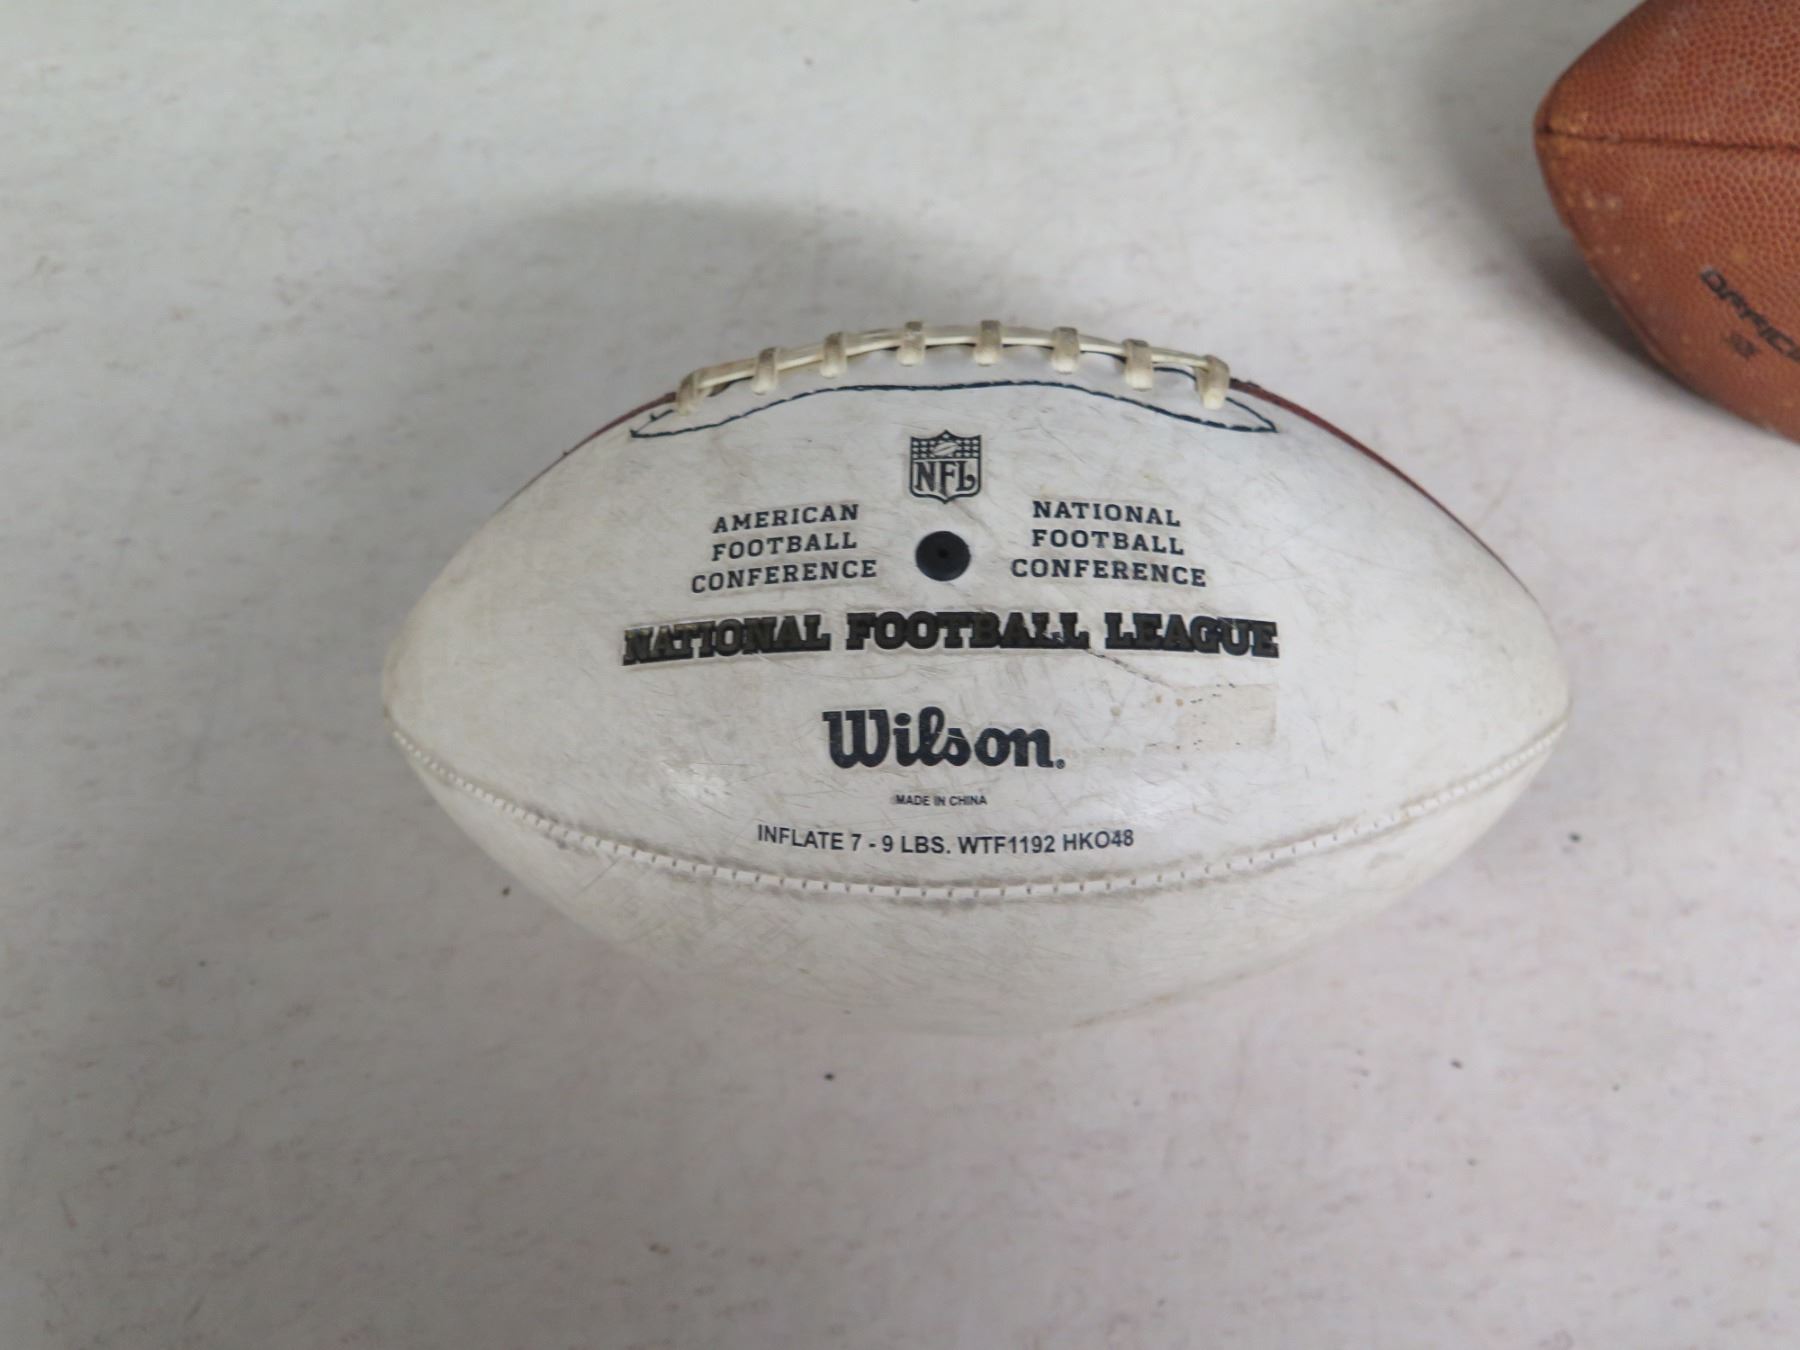 NFL
AMERICAN
FOOTBALL
CONFERENCE
NATIONAL
FOOTBALL
CONFERENCE
NATIONAL FOOTBALL LEAGUE
Wilson®
MADE IN CHINA
INFLATE 7 - 9 LBS. WTF1192 HKO48